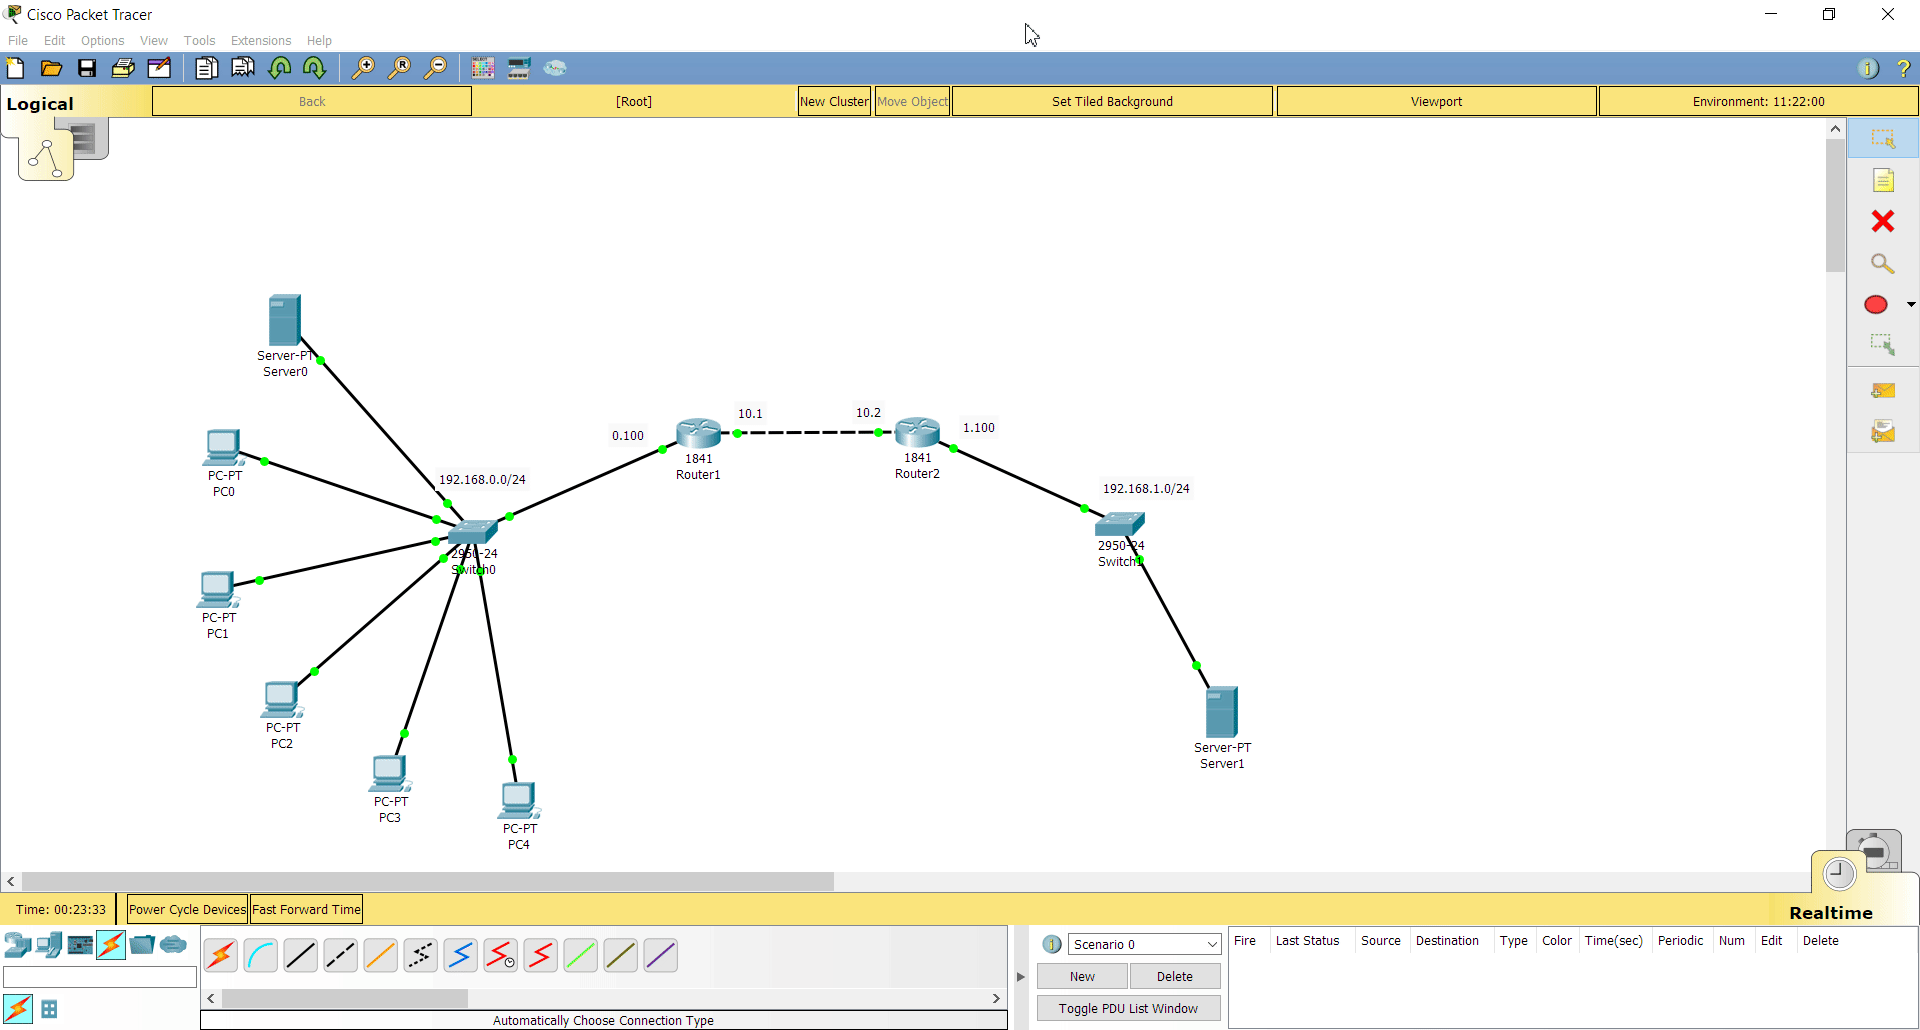 Cisco Packet Tracer
File Edit Options View Tools Extensions Help
Logical
Back
[Root]
New Cluster
Move Object
Set Tiled Background
Viewport
Environment: 11:22:00
Server-PT
Server0
10.1
10.2
0.100
1.100
1841
Router1
1841
Router2
PC-PT
PC0
192.168.0.0/24
192.168.1.0/24
2950-24
Switch0
2950-24
Switch1
PC-PT
PC1
PC-PT
PC2
Server-PT
Server1
PC-PT
PC3
PC-PT
PC4
Time: 00:23:33
Power Cycle Devices
Fast Forward Time
Realtime
Scenario 0
New
Delete
Toggle PDU List Window
Fire Last Status Source Destination Type Color Time(sec) Periodic Num Edit Delete
Automatically Choose Connection Type